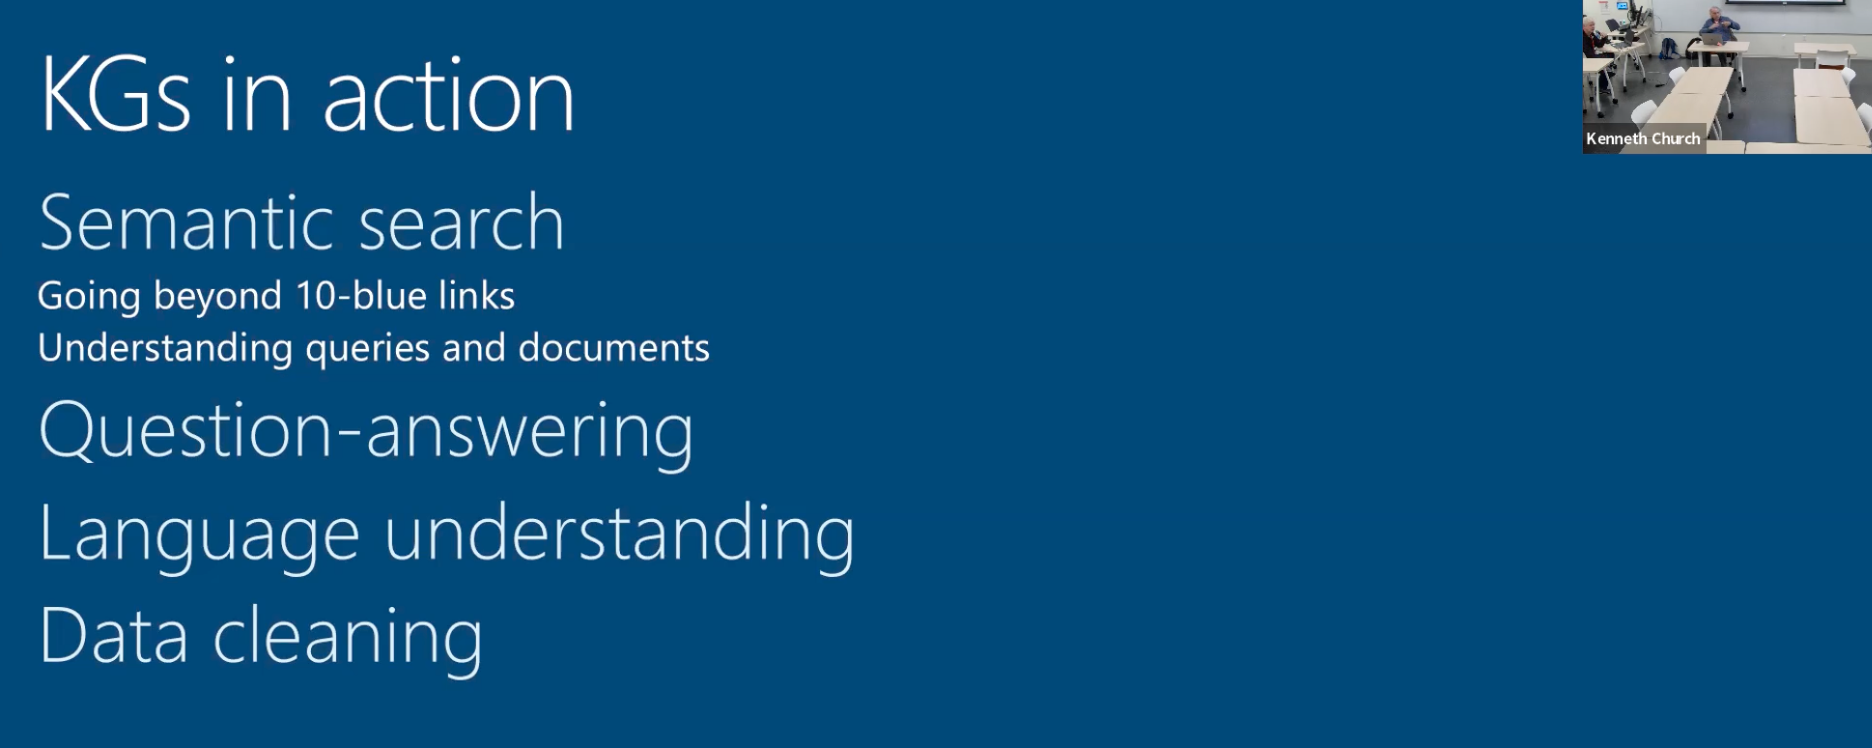 KGs in action
Semantic search
Going beyond 10-blue links
Understanding queries and documents
Question-answering
Language understanding
Data cleaning
Kenneth Church